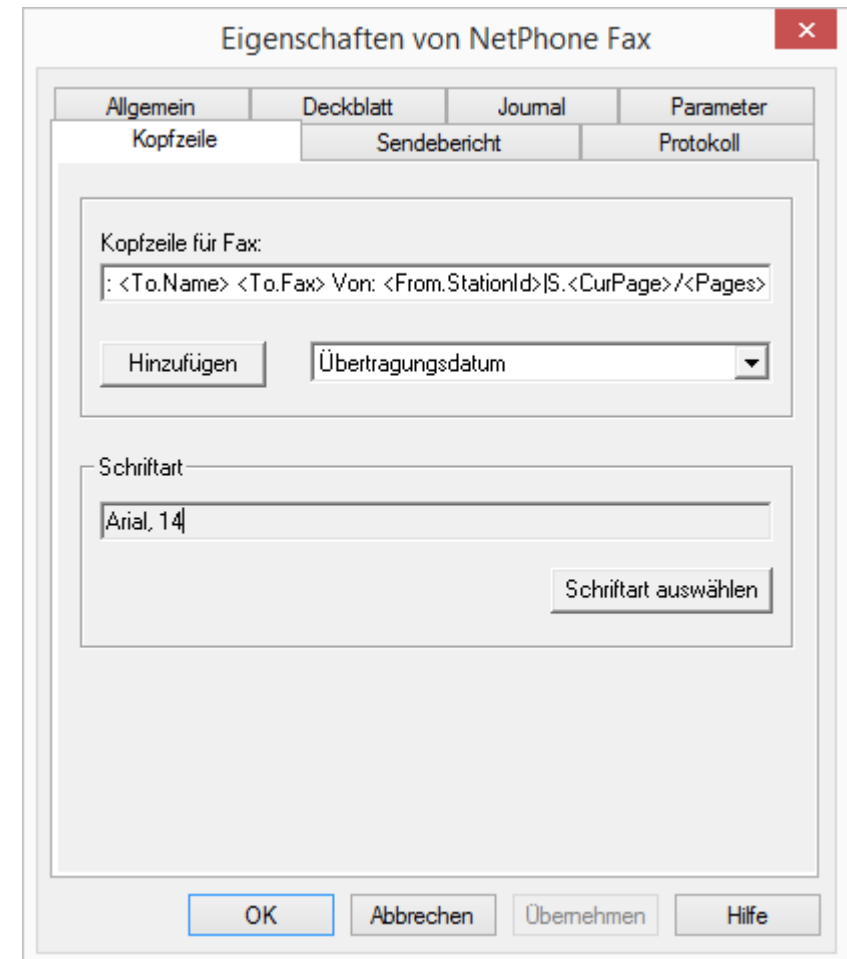 Eigenschaften von NetPhone Fax
Allgemein Deckblatt Journal Parameter
Kopfzeile Sendebericht Protokoll
Kopfzeile für Fax:
: <To.Name> <To.Fax> Von: <From.StationId>|S.<CurPage>/<Pages>
Hinzufügen Übertragungsdatum
Schriftart
Arial, 14
Schriftart auswählen
OK Abbrechen Übernehmen Hilfe